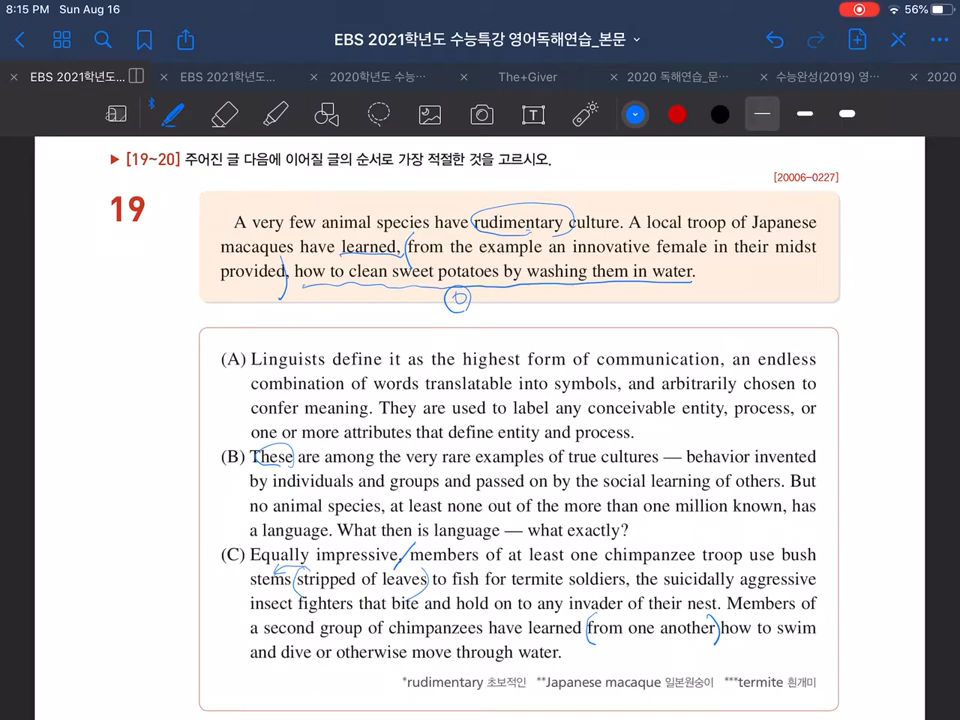 8:15 PM Sun Aug 16
56%
EBS 2021학년도 수능특강 영어독해연습_본문
× EBS 2021학년도...
× EBS 2021학년도...
× 2020학년도 수능…
× The+Giver
× 2020 독해연습_문…
× 수능완성(2019) 영…
× 2020
T
▶ [19~20] 주어진 글 다음에 이어질 글의 순서로 가장 적절한 것을 고르시오.
[20006-0227]
19
A very few animal species have rudimentary culture. A local troop of Japanese
macaques have learned, from the example an innovative female in their midst
provided, how to clean sweet potatoes by washing them in water.
(A) Linguists define it as the highest form of communication, an endless
combination of words translatable into symbols, and arbitrarily chosen to
confer meaning. They are used to label any conceivable entity, process, or
one or more attributes that define entity and process.
(B) These are among the very rare examples of true cultures — behavior invented
by individuals and groups and passed on by the social learning of others. But
no animal species, at least none out of the more than one million known, has
a language. What then is language — what exactly?
(C) Equally impressive, members of at least one chimpanzee troop use bush
stems stripped of leaves to fish for termite soldiers, the suicidally aggressive
insect fighters that bite and hold on to any invader of their nest. Members of
a second group of chimpanzees have learned from one another how to swim
and dive or otherwise move through water.
*rudimentary 초보적인 **Japanese macaque 일본원숭이 ***termite 흰개미